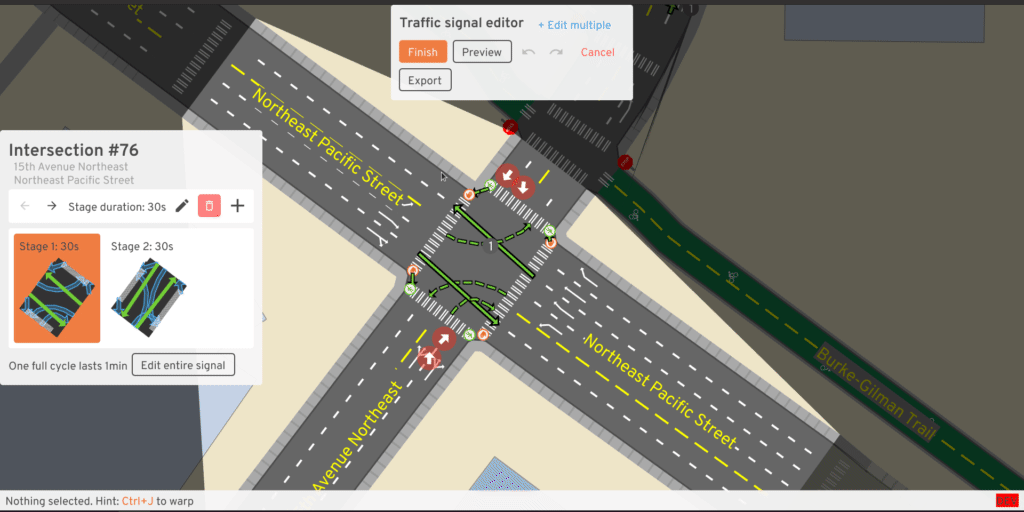 Traffic signal editor
+ Edit multiple
Finish
Preview
Cancel
Export
Northeast Pacific Street
Intersection #76
15th Avenue Northeast
Northeast Pacific Street
Stage duration: 30s
Stage 1: 30s
Stage 2: 30s
One full cycle lasts 1min
Edit entire signal
1
Northeast Pacific Street
Burke-Gilman Trail
Avenue Northeast
Nothing selected. Hint: Ctrl+J to warp